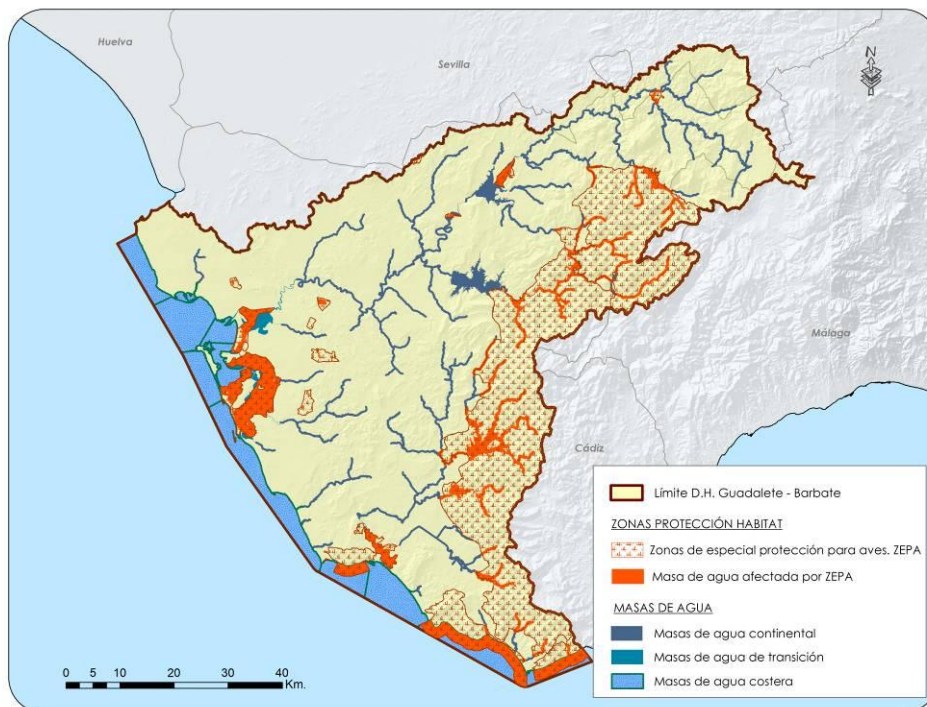 Huelva
Sevilla
N
Málaga
Cádiz
Límite D.H. Guadalete - Barbate
ZONAS PROTECCIÓN HABITAT
Zonas de especial protección para aves. ZEPA
Masa de agua afectada por ZEPA
MASAS DE AGUA
Masas de agua continental
Masas de agua de transición
Masas de agua costera
0 5 10 20 30 40
Km.